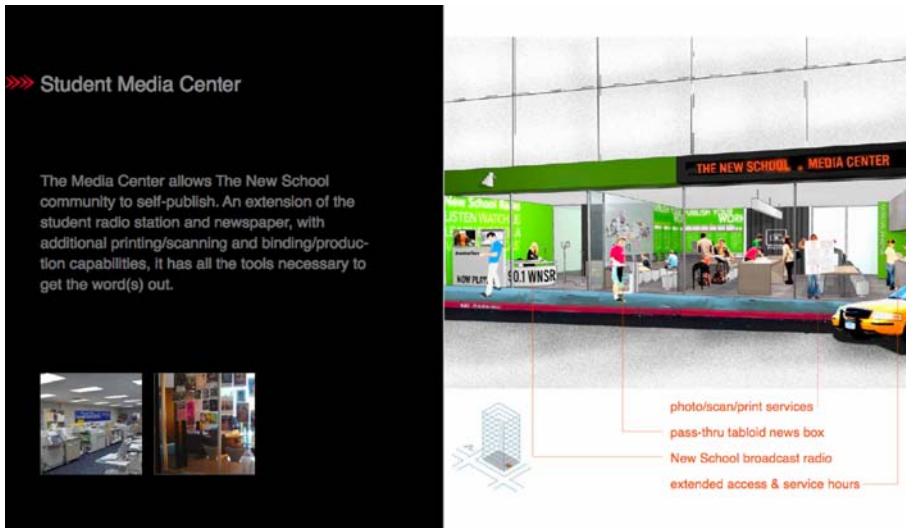 Student Media Center
The Media Center allows The New School
community to self-publish. An extension of the
student radio station and newspaper, with
additional printing/scanning and binding/produc-
tion capabilities, it has all the tools necessary to
get the word(s) out.
THE NEW SCHOOL . MEDIA CENTER
New School
LISTEN WATCH
PUBLISH YOUR
WORK
NOW PLAY
90.1 WNSR
photo/scan/print services
pass-thru tabloid news box
New School broadcast radio
extended access & service hours